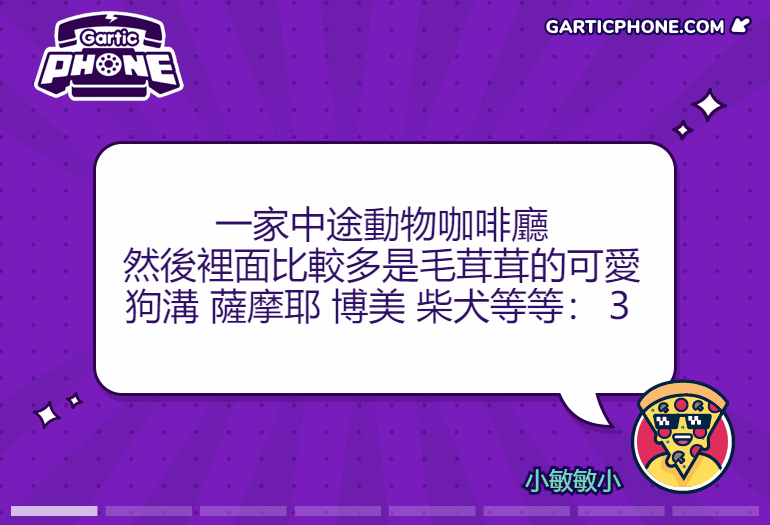 Gartic
PHONE
GARTICPHONE.COM
一家中途動物咖啡廳
然後裡面比較多是毛茸茸的可愛
狗溝 薩摩耶 博美 柴犬等等：3
小敏敏小